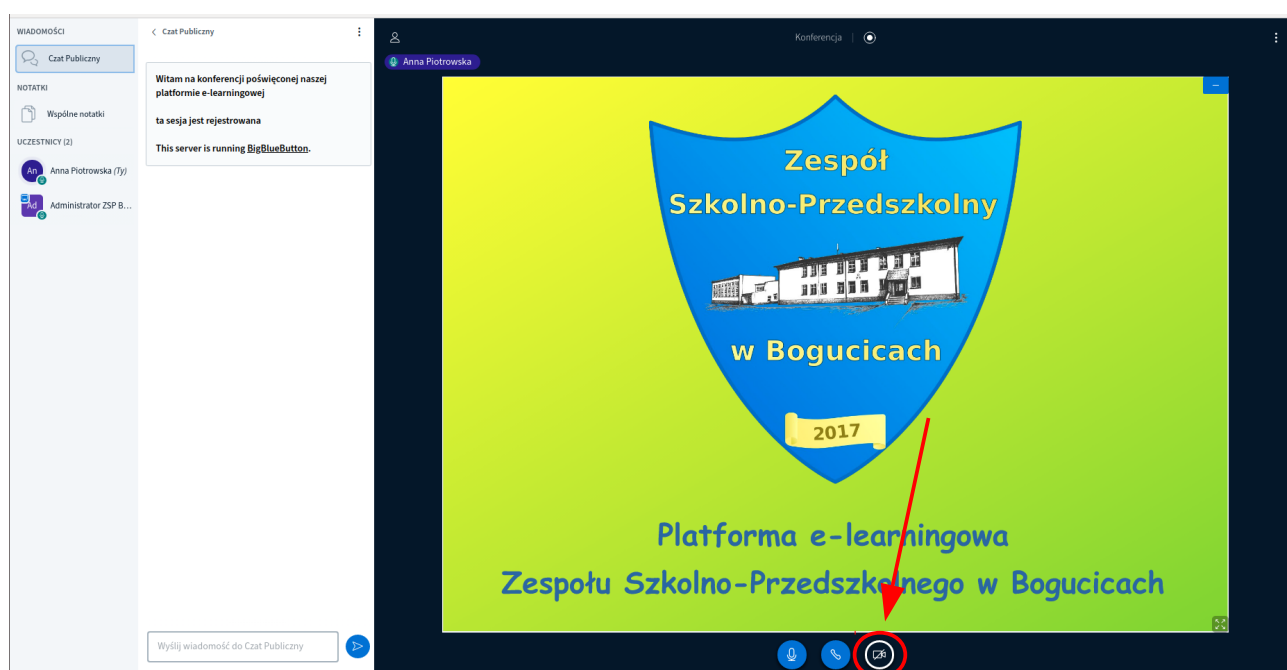 WIADOMOŚCI
Czat Publiczny
NOTATKI
Wspólne notatki
UCZESTNICY (2)
An
Anna Piotrowska (Ty)
Ad
Administrator ZSP B...
Czat Publiczny
Witam na konferencji poświęconej naszej
platformie e-learningowej
ta sesja jest rejestrowana
This server is running BigBlueButton.
Wyślij wiadomość do Czat Publiczny
Konferencja
Anna Piotrowska
Zespół
Szkolno-Przedszkolny
w Bogucicach
2017
Platforma e-learningowa
Zespołu Szkolno-Przedszkolnego w Bogucicach